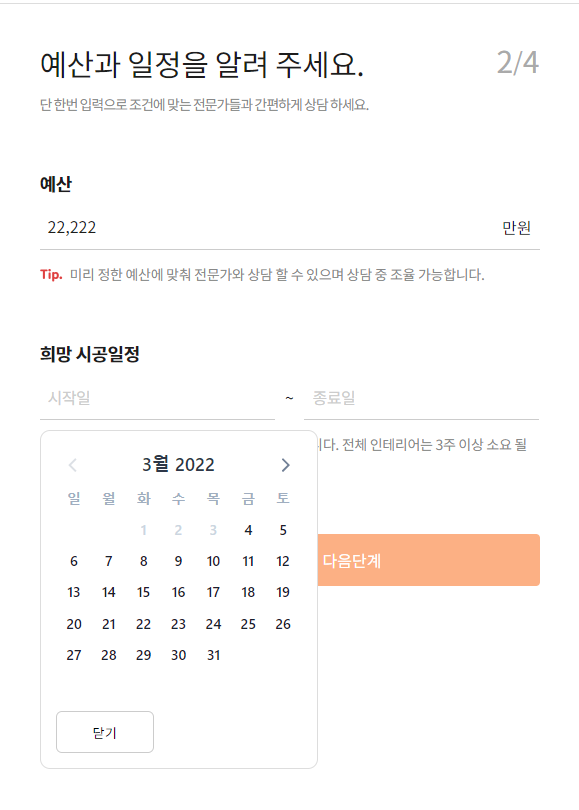 예산과 일정을 알려 주세요. 2/4
단 한번 입력으로 조건에 맞는 전문가들과 간편하게 상담 하세요.
예산
22,222 만원
Tip. 미리 정한 예산에 맞춰 전문가와 상담 할 수 있으며 상담 중 조율 가능합니다.
희망 시공일정
시작일 ~ 종료일
전체 인테리어는 3주 이상 소요 될
3월 2022
일 월 화 수 목 금 토
1 2 3 4 5
6 7 8 9 10 11 12
13 14 15 16 17 18 19
20 21 22 23 24 25 26
27 28 29 30 31
다음단계
닫기